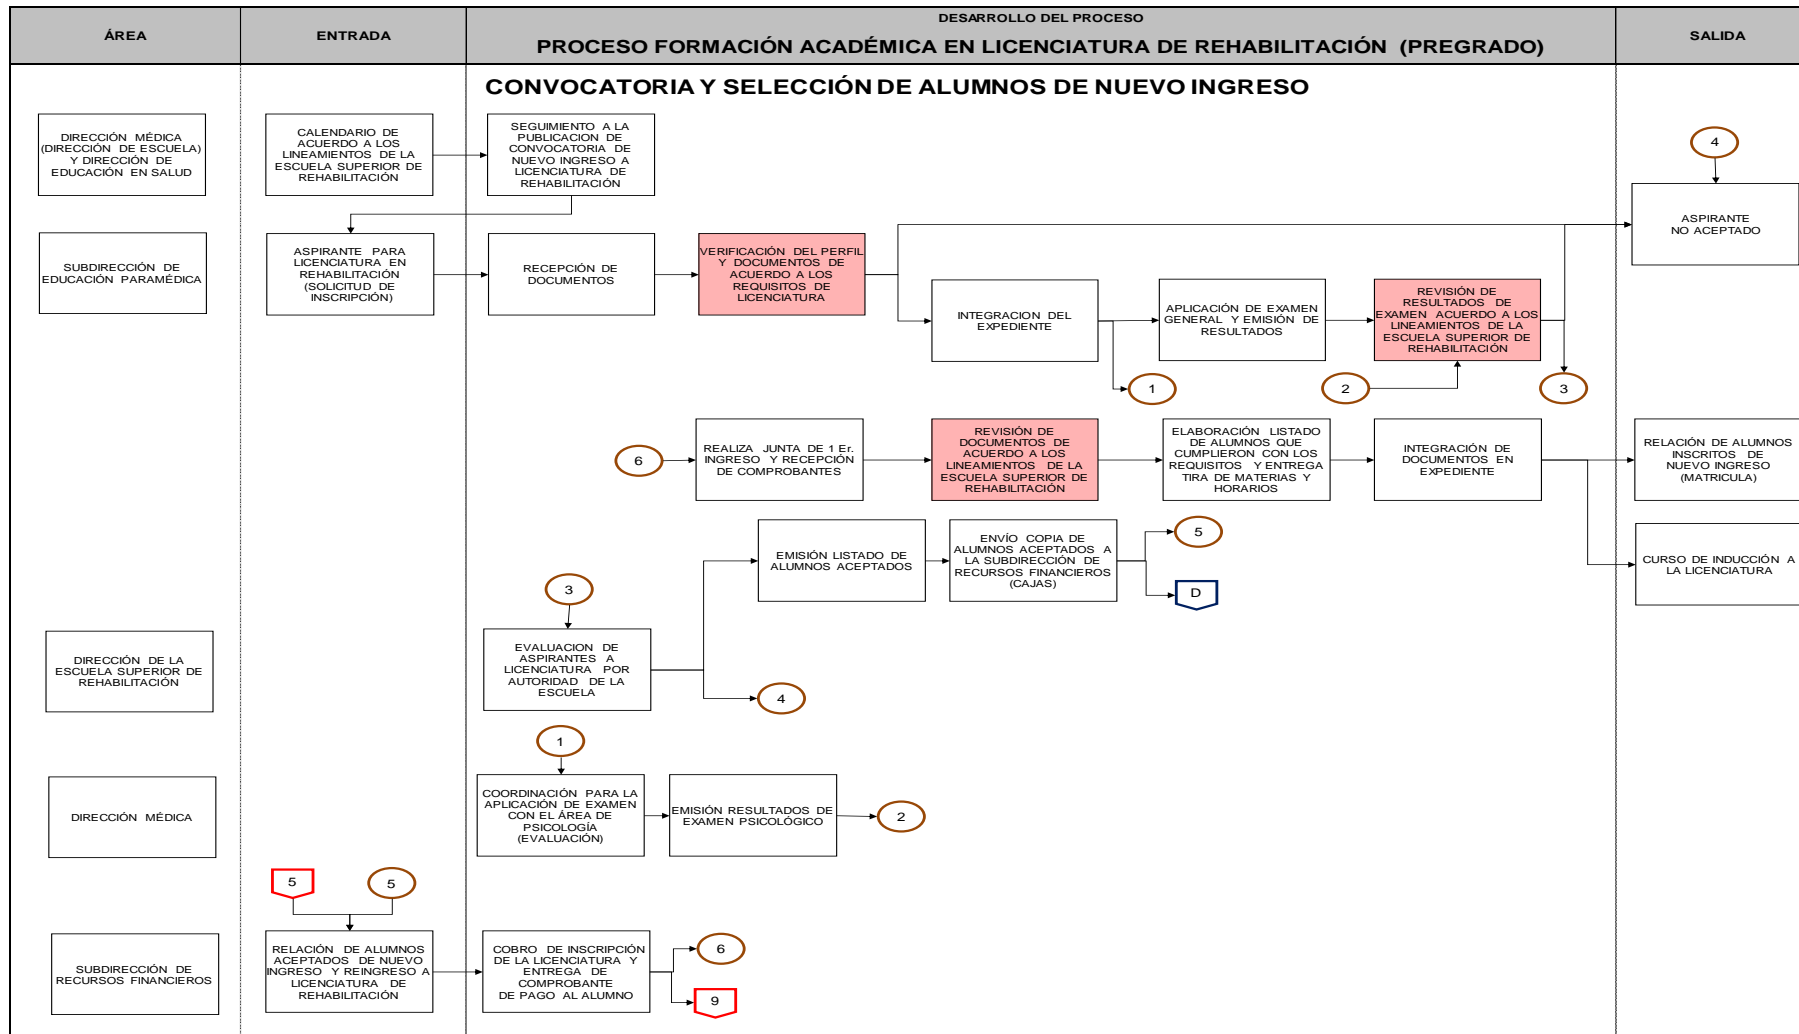 ÁREA
ENTRADA
DESARROLLO DEL PROCESO
PROCESO FORMACIÓN ACADÉMICA EN LICENCIATURA DE REHABILITACIÓN (PREGRADO)
SALIDA
CONVOCATORIA Y SELECCIÓN DE ALUMNOS DE NUEVO INGRESO
DIRECCIÓN MÉDICA
(DIRECCIÓN DE ESCUELA)
Y DIRECCIÓN DE
EDUCACIÓN EN SALUD
CALENDARIO DE
ACUERDO A LOS
LINEAMIENTOS DE LA
ESCUELA SUPERIOR DE
REHABILITACIÓN
SEGUIMIENTO A LA
PUBLICACION DE
CONVOCATORIA DE
NUEVO INGRESO A
LICENCIATURA DE
REHABILITACIÓN
4
ASPIRANTE
NO ACEPTADO
SUBDIRECCIÓN DE
EDUCACIÓN PARAMÉDICA
ASPIRANTE PARA
LICENCIATURA EN
REHABILITACIÓN
(SOLICITUD DE
INSCRIPCIÓN)
RECEPCIÓN DE
DOCUMENTOS
VERIFICACIÓN DEL PERFIL
Y DOCUMENTOS DE
ACUERDO A LOS
REQUISITOS DE
LICENCIATURA
INTEGRACION DEL
EXPEDIENTE
APLICACIÓN DE EXAMEN
GENERAL Y EMISIÓN DE
RESULTADOS
REVISIÓN DE
RESULTADOS DE
EXAMEN ACUERDO A LOS
LINEAMIENTOS DE LA
ESCUELA SUPERIOR DE
REHABILITACIÓN
1
2
3
6
REALIZA JUNTA DE 1 Er.
INGRESO Y RECEPCIÓN
DE COMPROBANTES
REVISIÓN DE
DOCUMENTOS DE
ACUERDO A LOS
LINEAMIENTOS DE LA
ESCUELA SUPERIOR DE
REHABILITACIÓN
ELABORACIÓN LISTADO
DE ALUMNOS QUE
CUMPLIERON CON LOS
REQUISITOS Y ENTREGA
TIRA DE MATERIAS Y
HORARIOS
INTEGRACIÓN DE
DOCUMENTOS EN
EXPEDIENTE
RELACIÓN DE ALUMNOS
INSCRITOS DE
NUEVO INGRESO
(MATRICULA)
EMISIÓN LISTADO DE
ALUMNOS ACEPTADOS
ENVÍO COPIA DE
ALUMNOS ACEPTADOS A
LA SUBDIRECCIÓN DE
RECURSOS FINANCIEROS
(CAJAS)
5
D
CURSO DE INDUCCIÓN A
LA LICENCIATURA
3
DIRECCIÓN DE LA
ESCUELA SUPERIOR DE
REHABILITACIÓN
EVALUACION DE
ASPIRANTES A
LICENCIATURA POR
AUTORIDAD DE LA
ESCUELA
4
1
DIRECCIÓN MÉDICA
COORDINACIÓN PARA LA
APLICACIÓN DE EXAMEN
CON EL ÁREA DE
PSICOLOGÍA
(EVALUACIÓN)
EMISIÓN RESULTADOS DE
EXAMEN PSICOLÓGICO
2
5
5
SUBDIRECCIÓN DE
RECURSOS FINANCIEROS
RELACIÓN DE ALUMNOS
ACEPTADOS DE NUEVO
INGRESO Y REINGRESO A
LICENCIATURA DE
REHABILITACIÓN
COBRO DE INSCRIPCIÓN
DE LA LICENCIATURA Y
ENTREGA DE
COMPROBANTE
DE PAGO AL ALUMNO
6
9